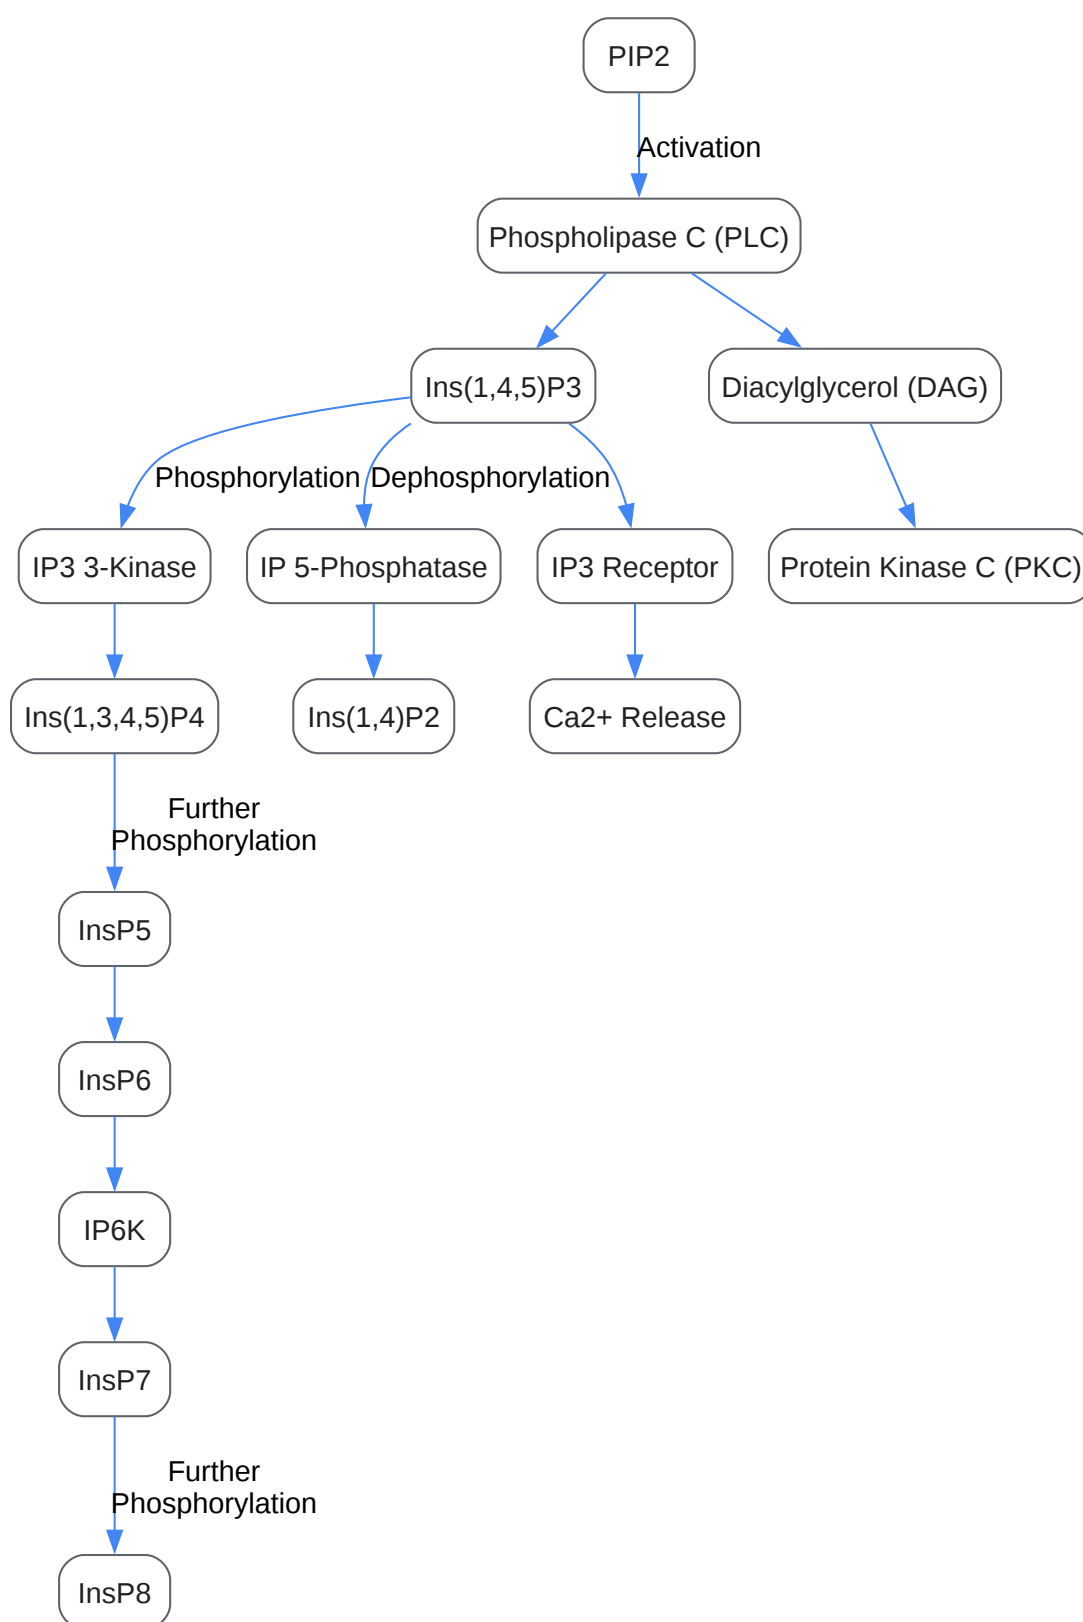 PIP2
Activation
Phospholipase C (PLC)
Ins(1,4,5)P3
Diacylglycerol (DAG)
Phosphorylation
Dephosphorylation
IP3 3-Kinase
IP 5-Phosphatase
IP3 Receptor
Protein Kinase C (PKC)
Ins(1,3,4,5)P4
Ins(1,4)P2
Ca2+ Release
Further
Phosphorylation
InsP5
InsP6
IP6K
InsP7
Further
Phosphorylation
InsP8